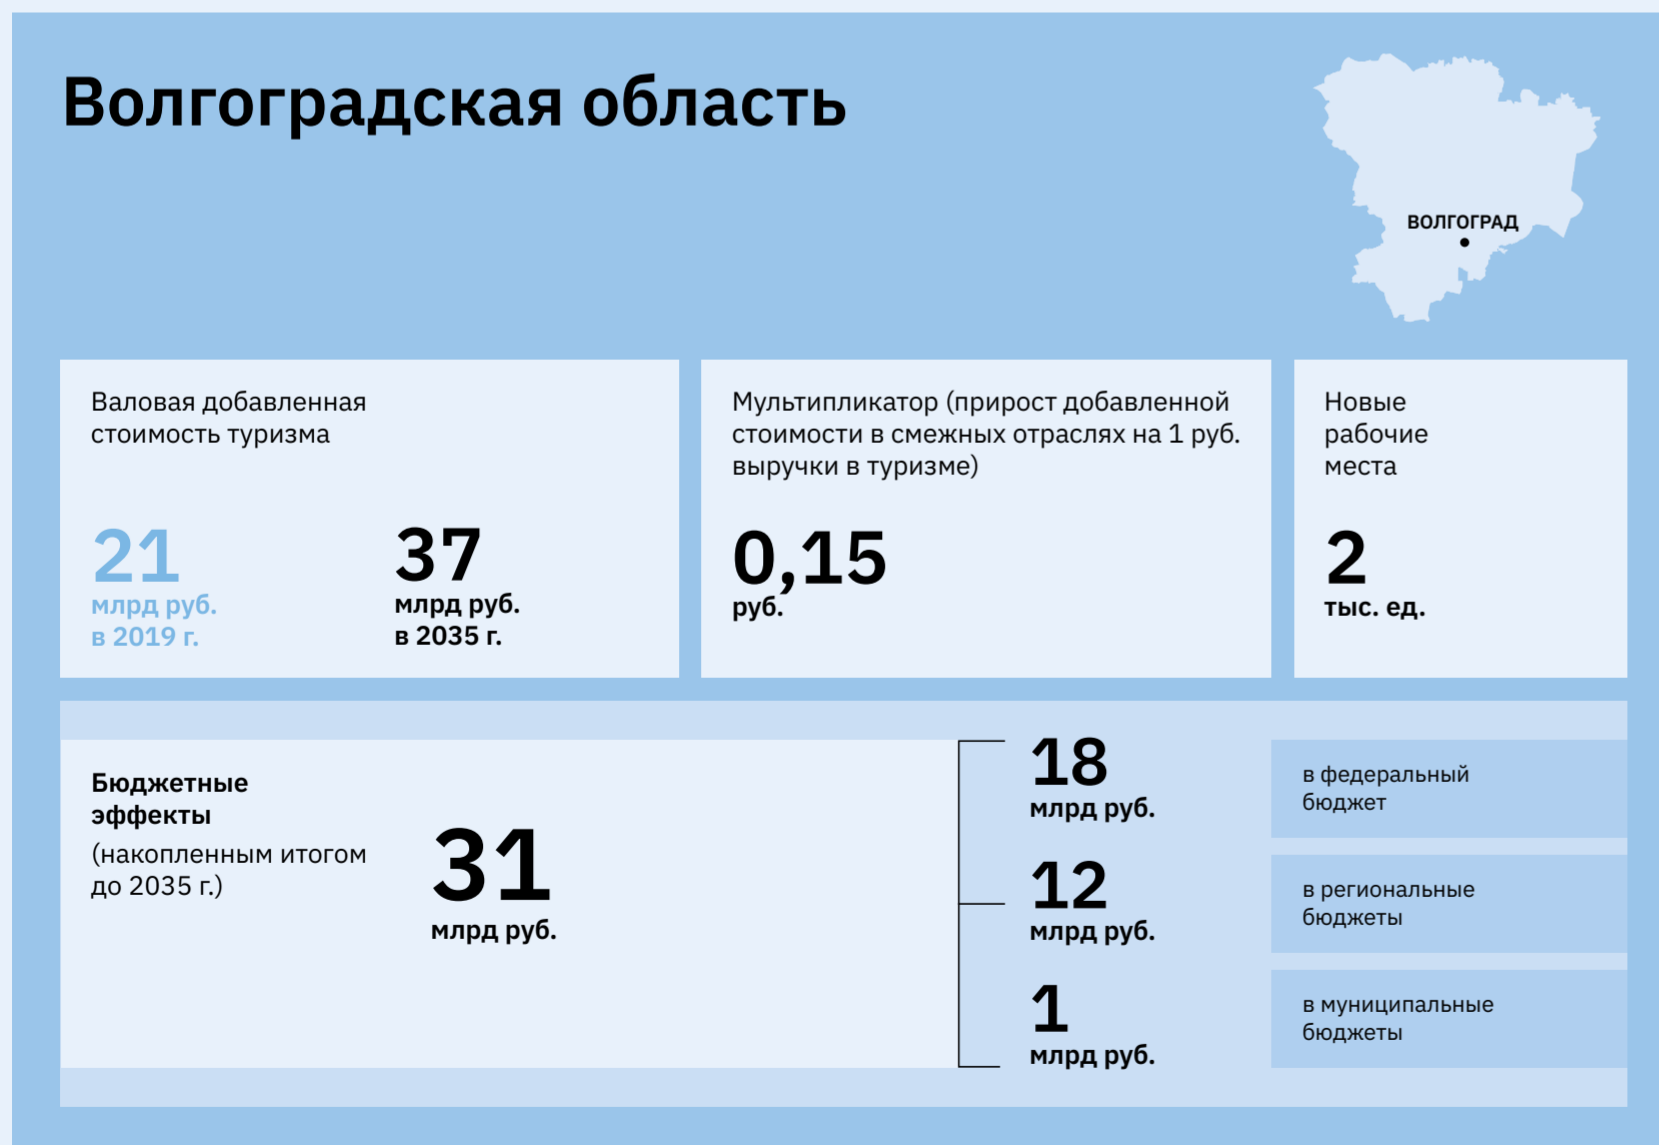 Волгоградская область
ВОЛГОГРАД
Валовая добавленная
стоимость туризма
21
млрд руб.
в 2019 г.
37
млрд руб.
в 2035 г.
Мультипликатор (прирост добавленной
стоимости в смежных отраслях на 1 руб.
выручки в туризме)
0,15
руб.
Новые
рабочие
места
2
тыс. ед.
Бюджетные
эффекты
(накопленным итогом
до 2035 г.)
31
млрд руб.
18
млрд руб.
в федеральный
бюджет
12
млрд руб.
в региональные
бюджеты
1
млрд руб.
в муниципальные
бюджеты